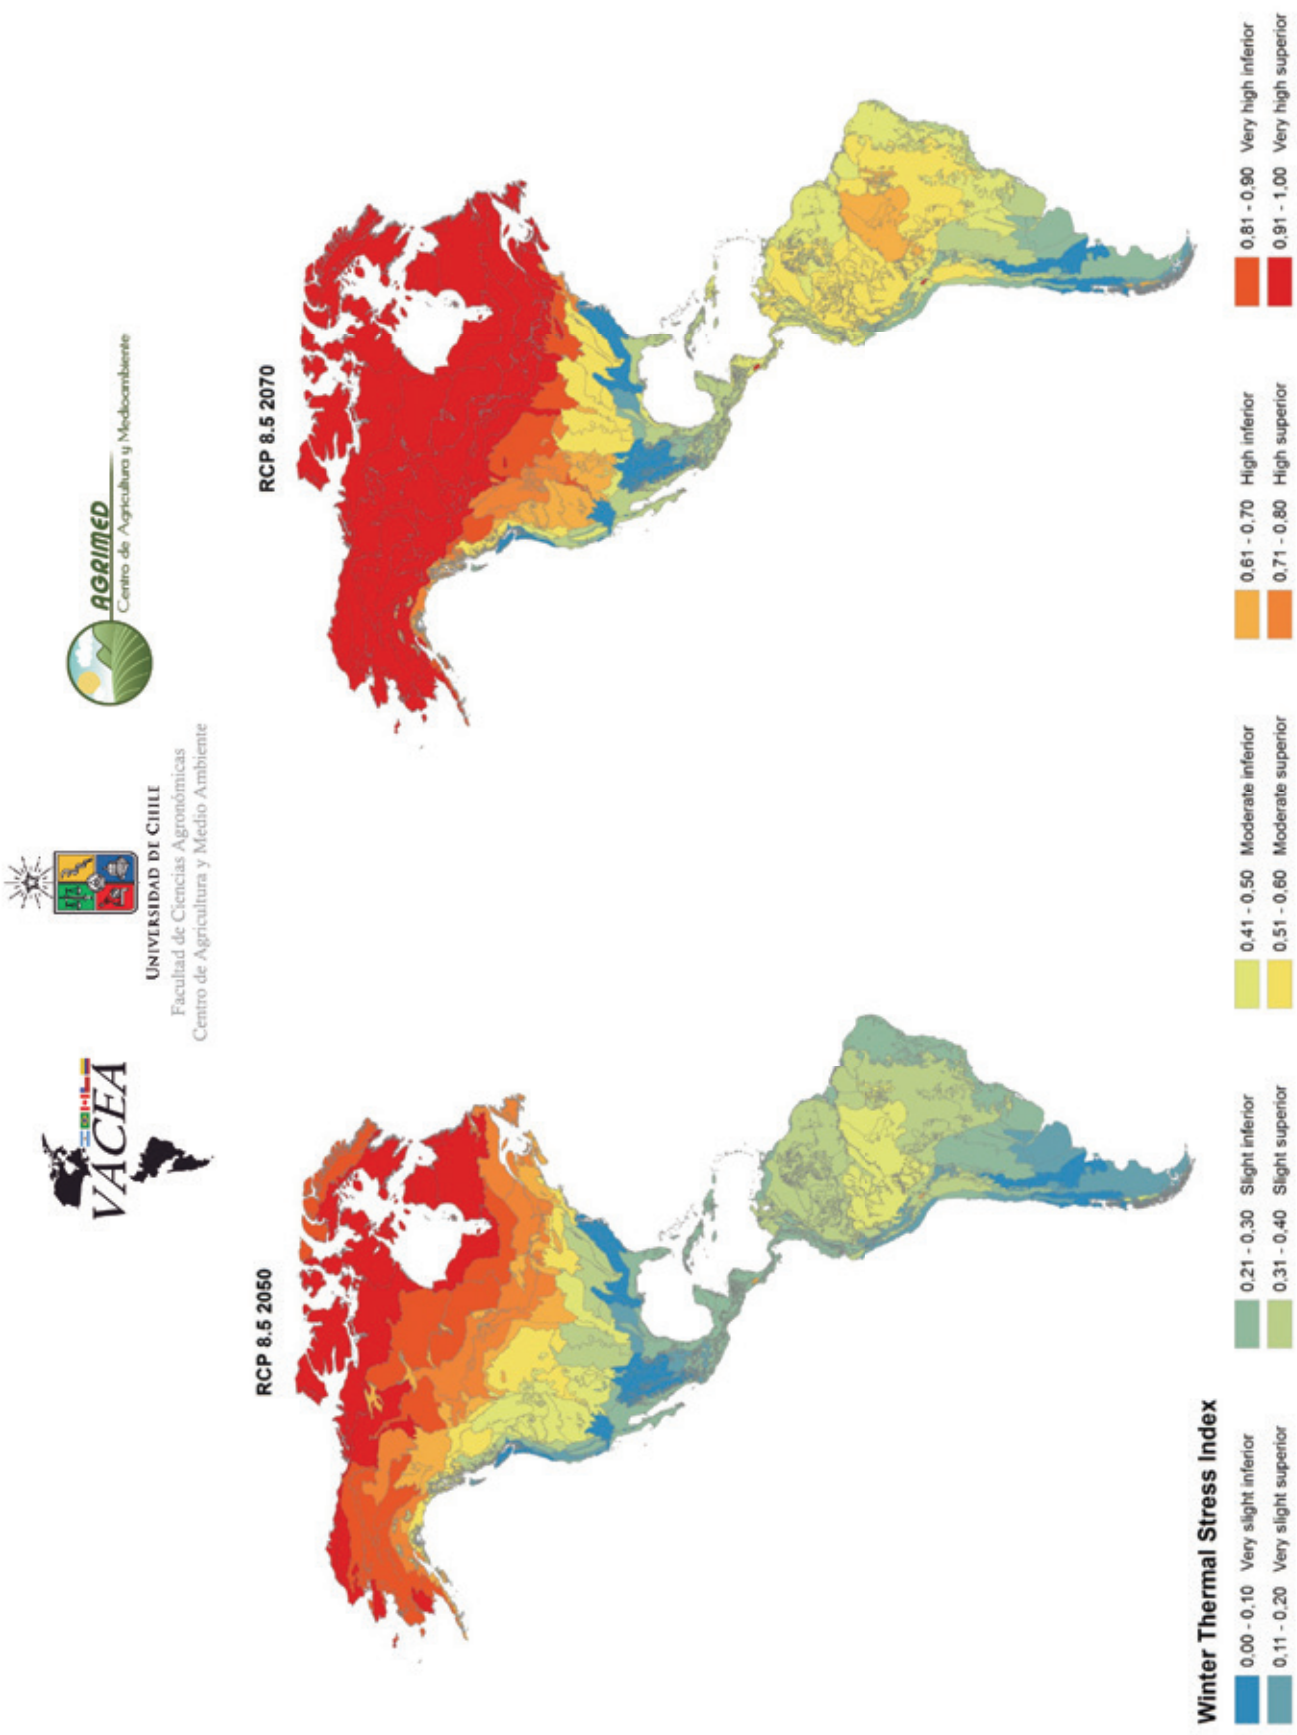 VACEA
UNIVERSIDAD DE CHILE
Facultad de Ciencias Agronómicas
Centro de Agricultura y Medio Ambiente
AGRIMED
Centro de Agricultura y Medioambiente
RCP 8.5 2050
RCP 8.5 2070
Winter Thermal Stress Index
0,00 - 0,10 Very slight inferior
0,11 - 0,20 Very slight superior
0,21 - 0,30 Slight inferior
0,31 - 0,40 Slight superior
0,41 - 0,50 Moderate inferior
0,51 - 0,60 Moderate superior
0,61 - 0,70 High inferior
0,71 - 0,80 High superior
0,81 - 0,90 Very high inferior
0,91 - 1,00 Very high superior